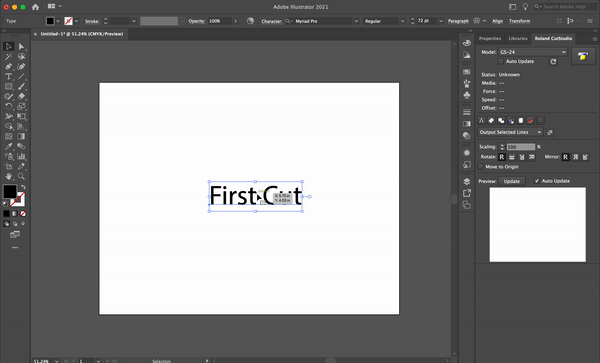 Adobe Illustrator 2021
Search Adobe Help
Type
Stroke:
Opacity: 100%
Character:
Myriad Pro
Regular
72 pt
Paragraph
Align
Transform
× Untitled-1* @ 51.24% (CMYK/Preview)
Properties
Libraries
Roland CutStudio
Model: GS-24
Auto Update
Status: Unknown
Media: ---
Force: ---
Speed: ---
Offset: ---
Output Selected Lines
Scaling: 100 %
Rotate: R R R R Mirror: R R R
Move to Origin
Preview: Update Auto Update
First Cut
51.24%
1
Selection